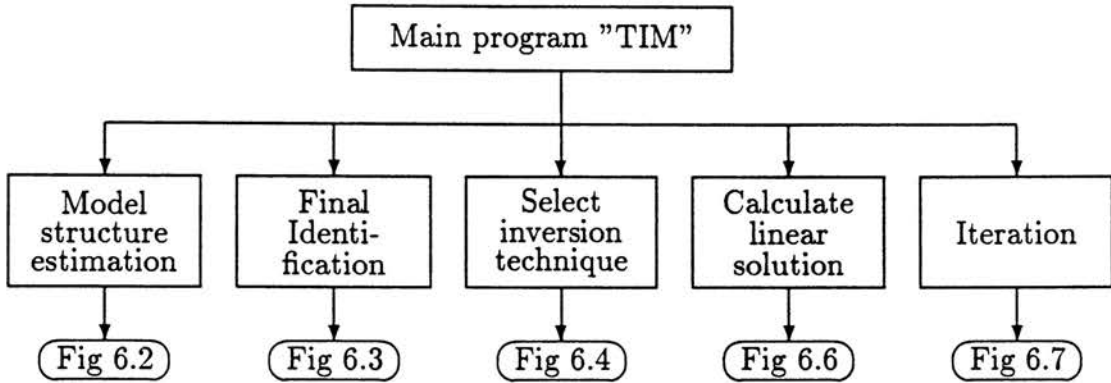 Main program "TIM"
Model
structure
estimation
Final
Identi-
fication
Select
inversion
technique
Calculate
linear
solution
Iteration
Fig 6.2
Fig 6.3
Fig 6.4
Fig 6.6
Fig 6.7